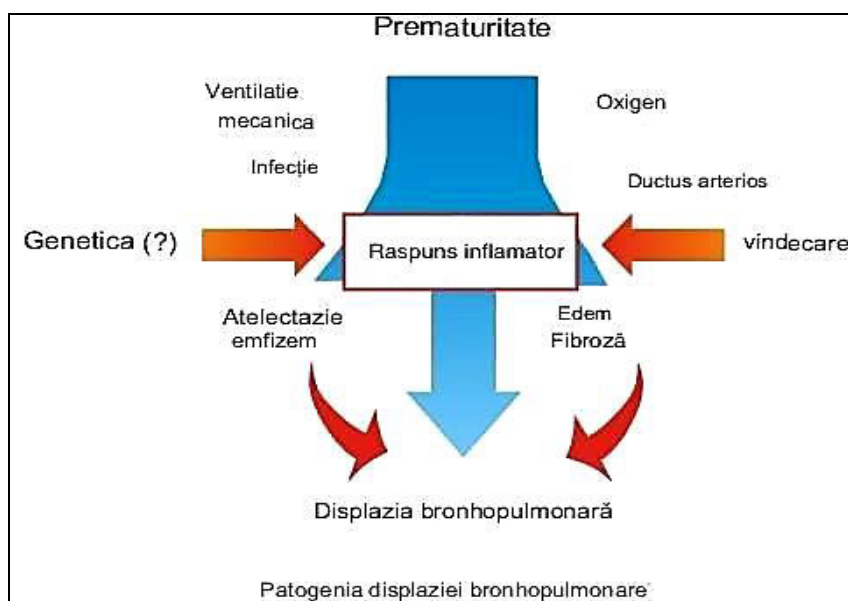 Prematuritate
Ventilatie
mecanica
Oxigen
Infecție
Ductus arterios
Genetica (?)
Raspuns inflamator
vindecare
Atelectazie
emfizem
Edem
Fibroză
Displazia bronhopulmonară
Patogenia displaziei bronhopulmonare